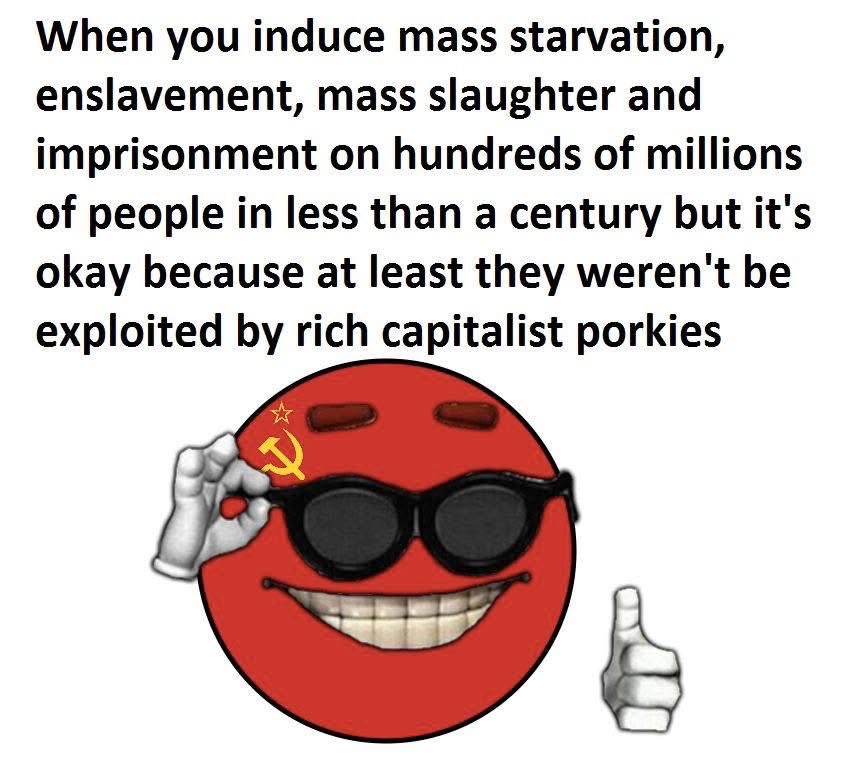 When you induce mass starvation,
enslavement, mass slaughter and
imprisonment on hundreds of millions
of people in less than a century but it's
okay because at least they weren't be
exploited by rich capitalist porkies